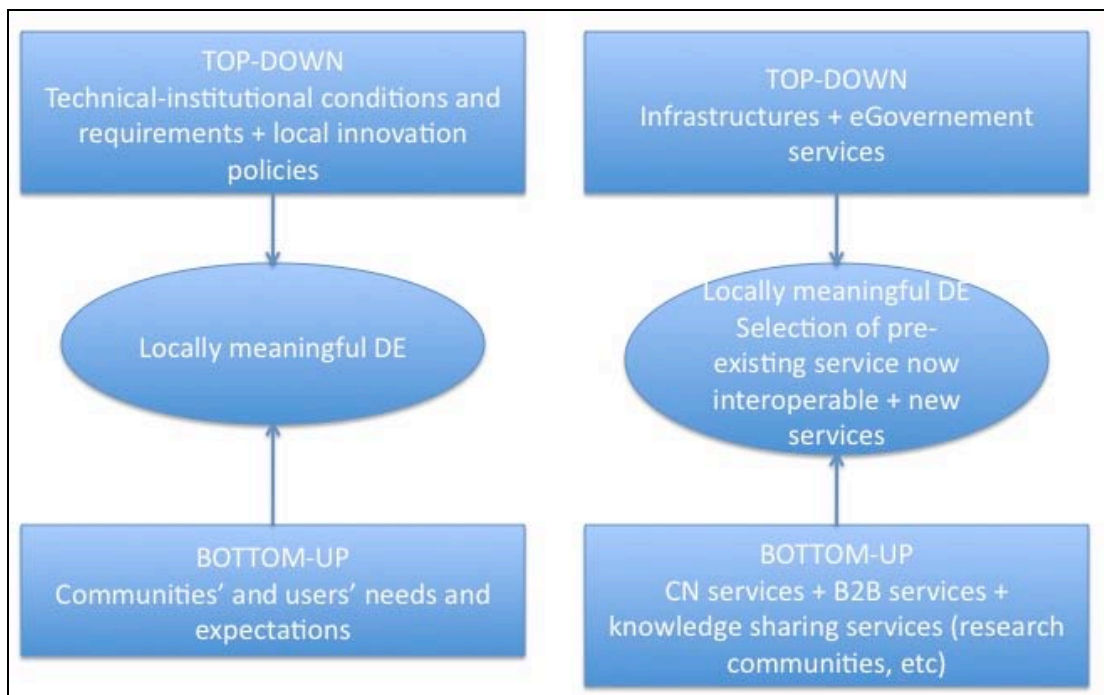 TOP-DOWN
Technical-institutional conditions and
requirements + local innovation
policies
Locally meaningful DE
BOTTOM-UP
Communities' and users' needs and
expectations
TOP-DOWN
Infrastructures + eGovernement
services
Locally meaningful DE
Selection of pre-
existing service now
interoperable + new
services
BOTTOM-UP
CN services + B2B services +
knowledge sharing services (research
communities, etc)